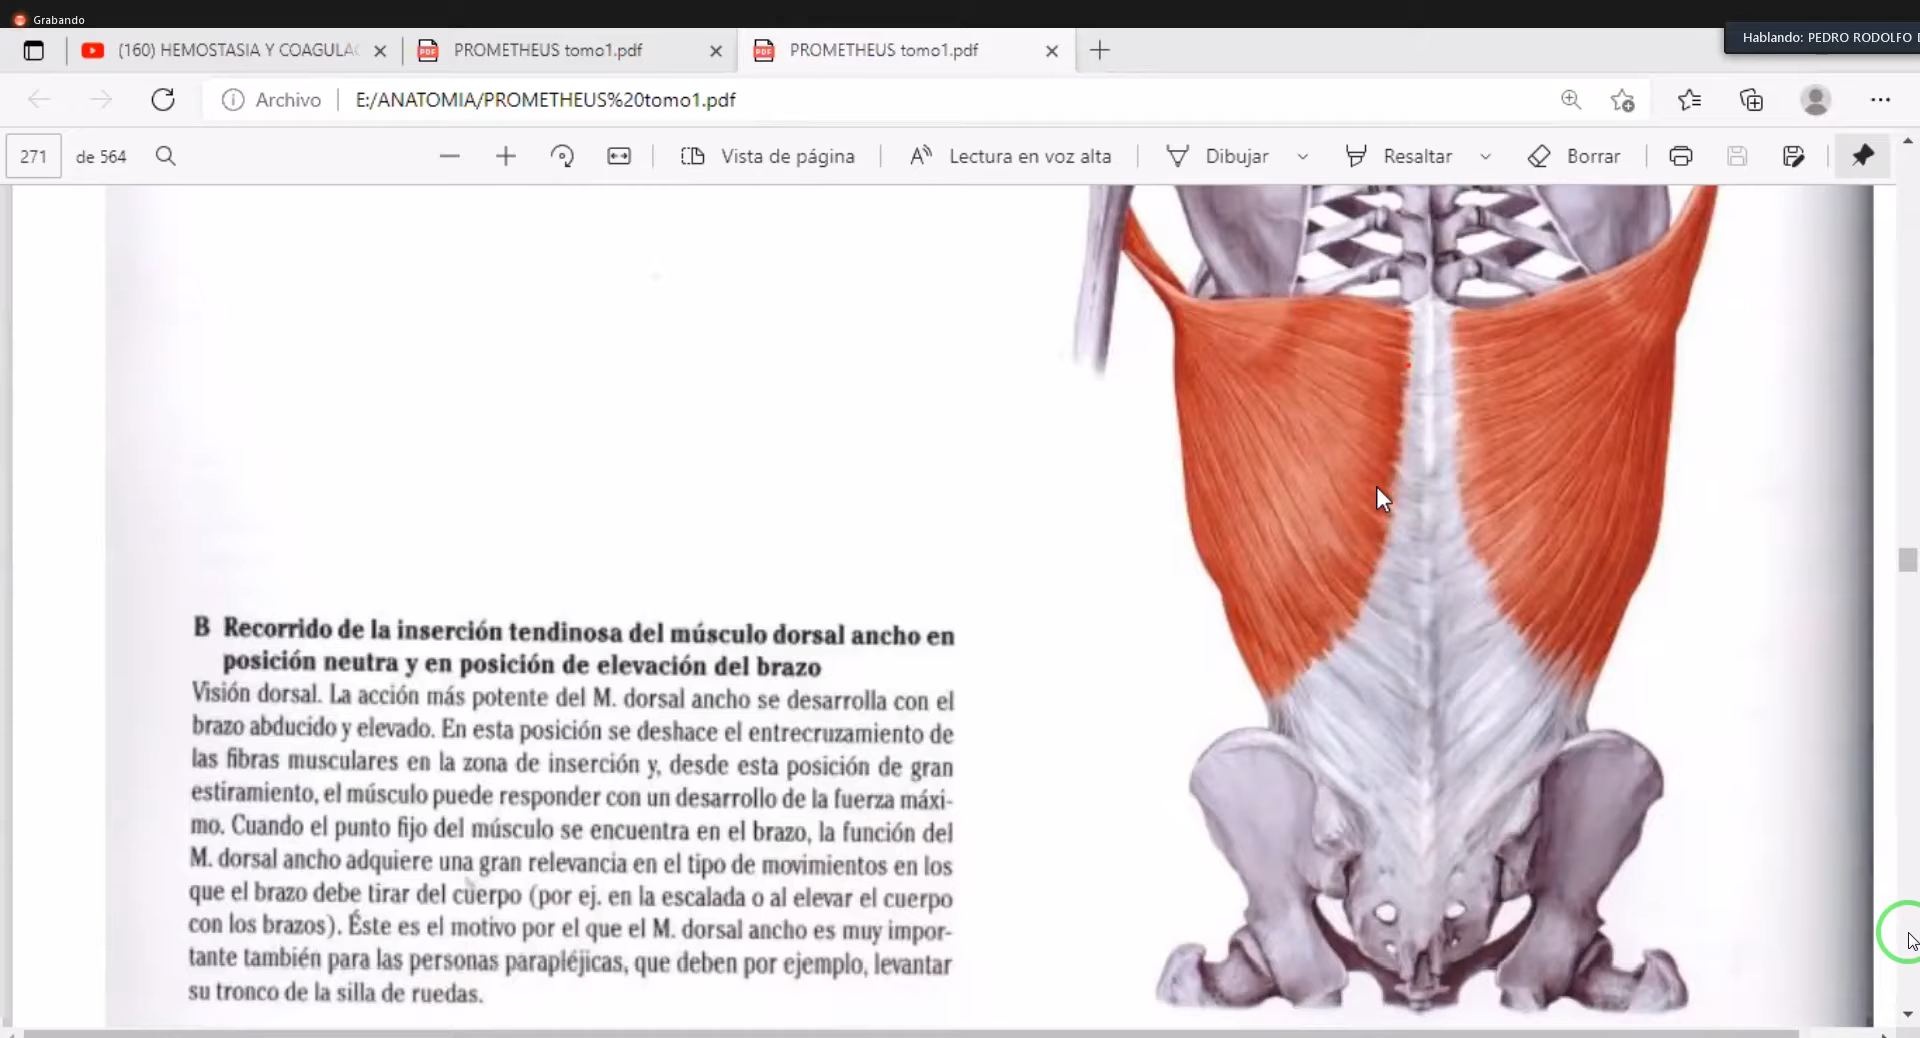 Grabando
(160) HEMOSTASIA Y COAGULA
PROMETHEUS tomo1.pdf
PROMETHEUS tomo1.pdf
Hablando: PEDRO RODOLFO
Archivo
E:/ANATOMIA/PROMETHEUS%20tomo1.pdf
271 de 564
Vista de página
Lectura en voz alta
Dibujar
Resaltar
Borrar
B Recorrido de la inserción tendinosa del músculo dorsal ancho en
posición neutra y en posición de elevación del brazo
Visión dorsal. La acción más potente del M. dorsal ancho se desarrolla con el
brazo abducido y elevado. En esta posición se deshace el entrecruzamiento de
las fibras musculares en la zona de inserción y, desde esta posición de gran
estiramiento, el músculo puede responder con un desarrollo de la fuerza máxi-
mo. Cuando el punto fijo del músculo se encuentra en el brazo, la función del
M. dorsal ancho adquiere una gran relevancia en el tipo de movimientos en los
que el brazo debe tirar del cuerpo (por ej. en la escalada o al elevar el cuerpo
con los brazos). Éste es el motivo por el que el M. dorsal ancho es muy impor-
tante también para las personas parapléjicas, que deben por ejemplo, levantar
su tronco de la silla de ruedas.